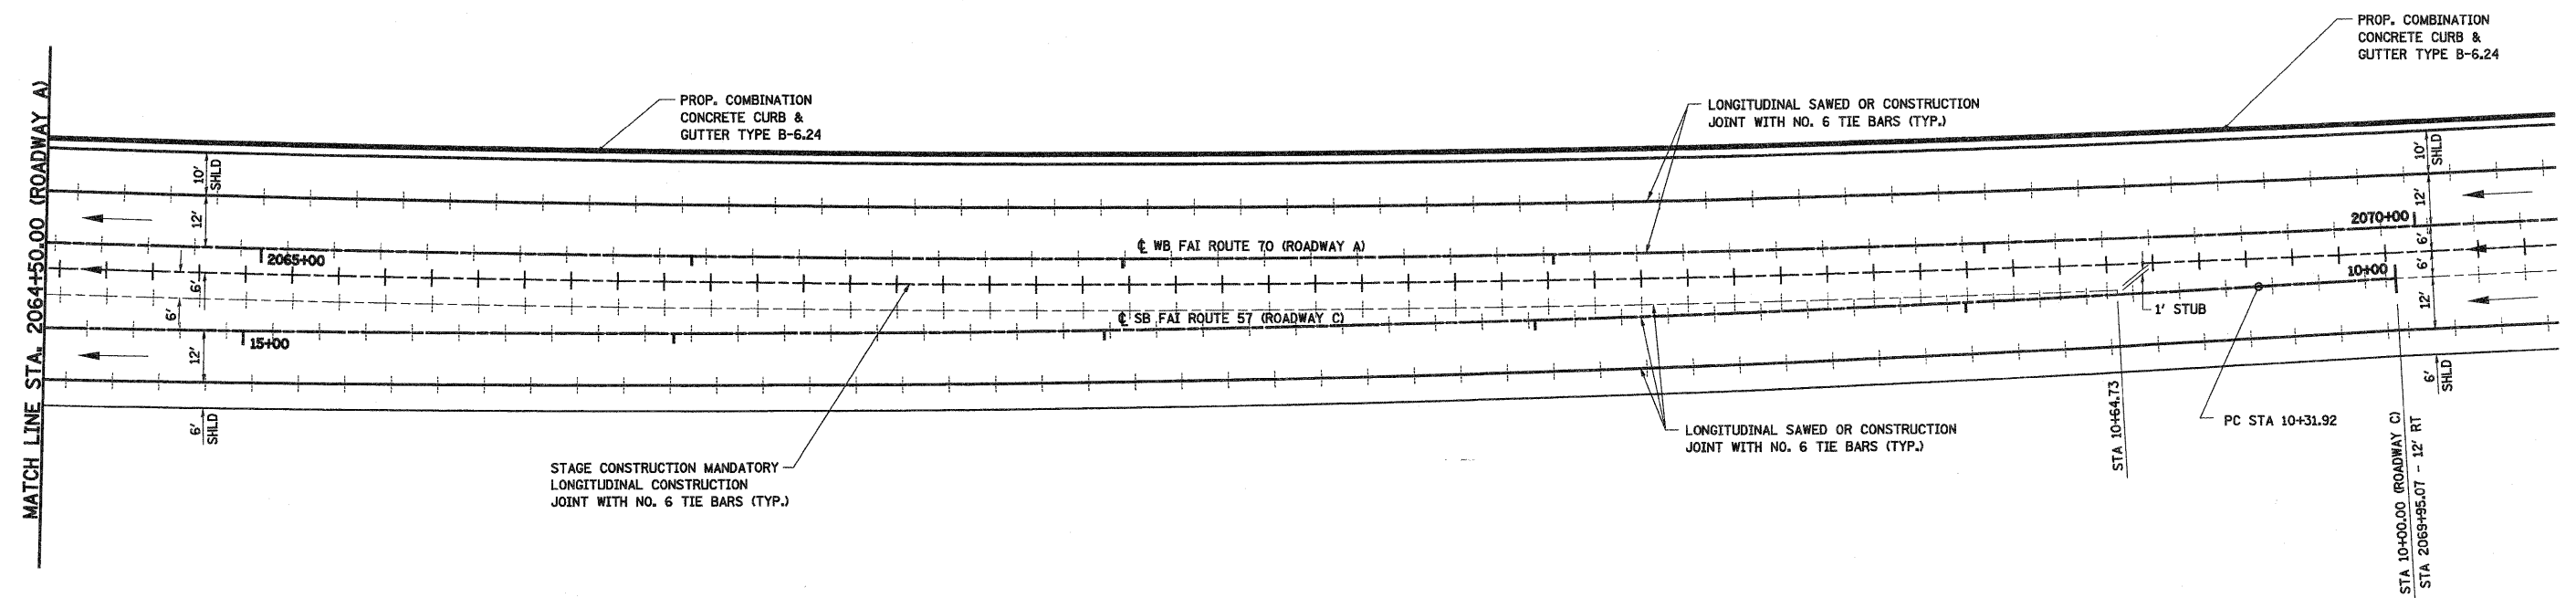 PROP. COMBINATION
CONCRETE CURB &
GUTTER TYPE B-6.24
PROP. COMBINATION
CONCRETE CURB &
GUTTER TYPE B-6.24
LONGITUDINAL SAWED OR CONSTRUCTION
JOINT WITH NO. 6 TIE BARS (TYP.)
MATCH LINE STA. 2064+50.00 (ROADWAY A)
10'
SHLD
12'
6'
6'
12'
6'
SHLD
2065+00
15+00
℄ WB FAI ROUTE 70 (ROADWAY A)
℄ SB FAI ROUTE 57 (ROADWAY C)
10'
SHLD
12'
2070+00
6'
6'
10+00
12'
1' STUB
6'
SHLD
PC STA 10+31.92
STA 10+64.73
LONGITUDINAL SAWED OR CONSTRUCTION
JOINT WITH NO. 6 TIE BARS (TYP.)
STAGE CONSTRUCTION MANDATORY
LONGITUDINAL CONSTRUCTION
JOINT WITH NO. 6 TIE BARS (TYP.)
STA 10+00.00 (ROADWAY C)
STA 2069+95.07 - 12' RT